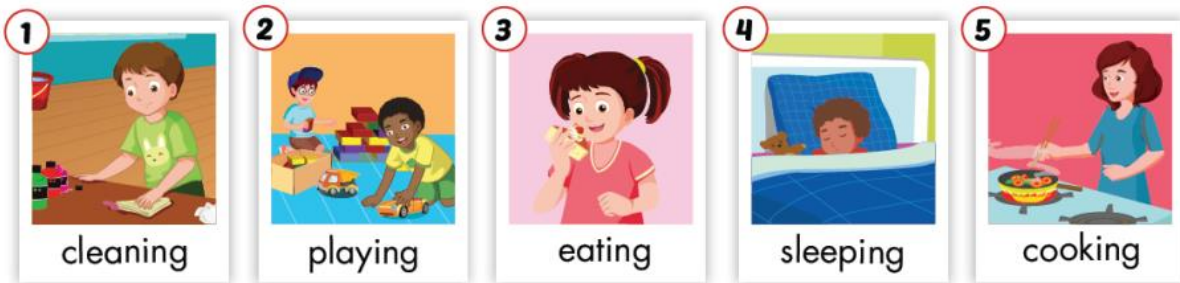 1
cleaning
2
playing
3
eating
4
sleeping
5
cooking